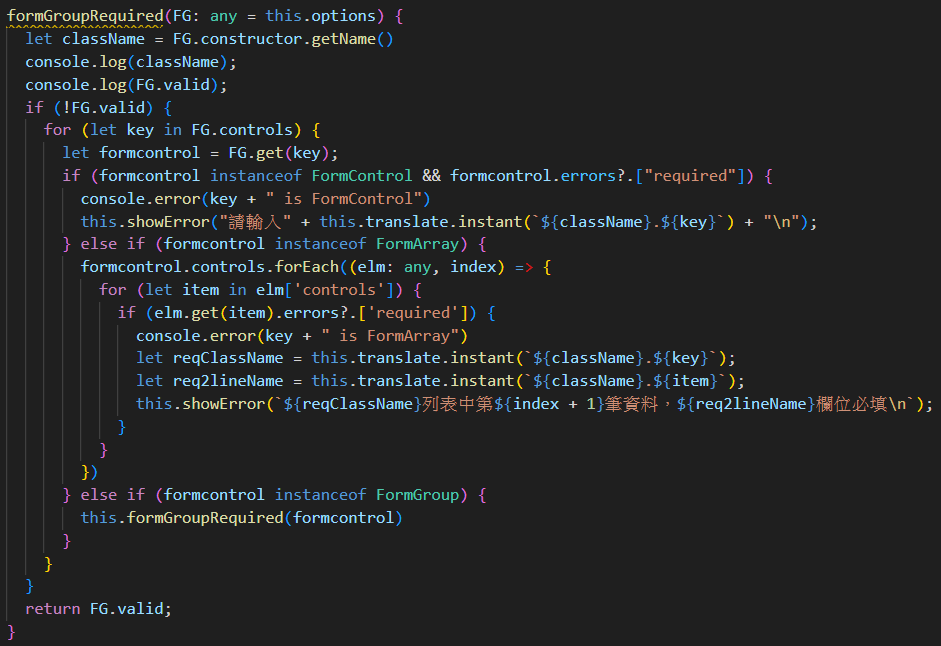 formGroupRequired(FG: any = this.options) {
  let className = FG.constructor.getName()
  console.log(className);
  console.log(FG.valid);
  if (!FG.valid) {
    for (let key in FG.controls) {
      let formcontrol = FG.get(key);
      if (formcontrol instanceof FormControl && formcontrol.errors?.["required"]) {
        console.error(key + " is FormControl")
        this.showError("請輸入" + this.translate.instant(`${className}.${key}`) + "\n");
      } else if (formcontrol instanceof FormArray) {
        formcontrol.controls.forEach((elm: any, index) => {
          for (let item in elm['controls']) {
            if (elm.get(item).errors?.['required']) {
              console.error(key + " is FormArray")
              let reqClassName = this.translate.instant(`${className}.${key}`);
              let req2lineName = this.translate.instant(`${className}.${item}`);
              this.showError(`${reqClassName}列表中第${index + 1}筆資料，${req2lineName}欄位必填\n`);
            }
          }
        })
      } else if (formcontrol instanceof FormGroup) {
        this.formGroupRequired(formcontrol)
      }
    }
  }
  return FG.valid;
}